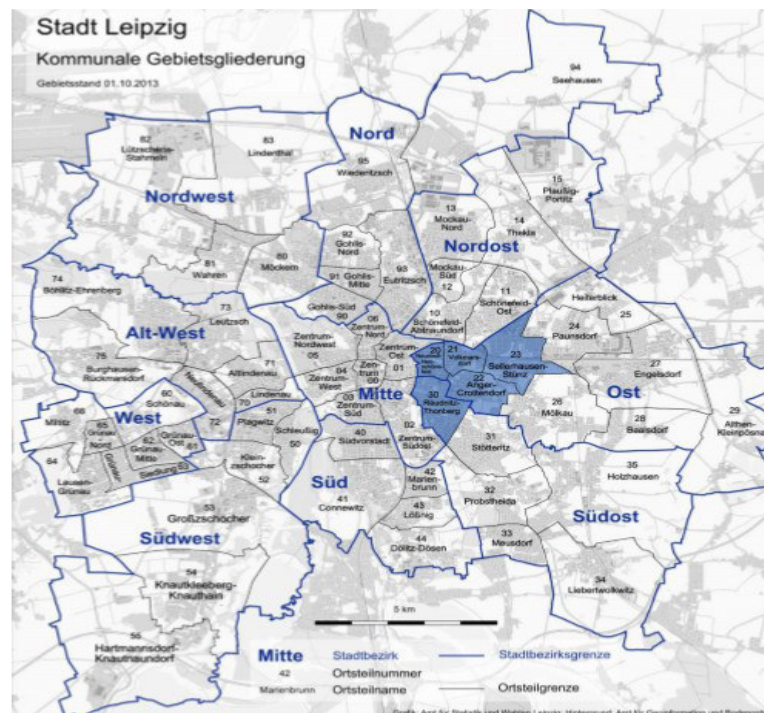 Stadt Leipzig
Kommunale Gebietsgliederung
Gebietsstand 01.10.2013
94
Seehausen
Nord
82
Lützschena-
Stahmeln
83
Lindenthal
95
Wiederitzsch
15
Plaußig-
Portitz
Nordwest
13
Mockau-
Nord
14
Thekla
92
Gohlis-
Nord
Nordost
81
Wahren
80
Möckern
91 Gohlis-
Mitte
93
Eutritzsch
Mockau-
Süd
12
74
Böhlitz-Ehrenberg
11
Schönefeld-
Ost
Heiterblick
25
73
Leutzsch
Gohlis-Süd
90
06
Zentrum-
Nord
10
Schönefeld-
Abtnaundorf
24
Paunsdorf
Alt-West
Zentrum-
Nordwest
05
Zentrum-
Ost
01
20
21
Volkmars-
dorf
23
Sellerhausen-
Stünz
75
Burghausen-
Rückmarsdorf
71
Altlindenau
04
Zentrum-
West
Zentrum
00
22
Anger-
Crottendorf
27
Engelsdorf
Ost
60
Schönau
Neulindenau
70
Lindenau
03
Zentrum-
Süd
Mitte
30
Reudnitz-
Thonberg
26
Mölkau
West
66
Miltitz
65
Grünau-
Nord
62
Grünau-
Mitte
Grünau-
Ost
61
72
51
Plagwitz
Schleußig
50
40
Südvorstadt
02
Zentrum-
Südost
31
Stötteritz
28
Baalsdorf
29
Althen-
Kleinpösna
64
Lausen-
Grünau
Grünau-
Siedlung 63
Klein-
zschocher
52
Süd
41
Connewitz
42
Marien-
brunn
43
Lößnig
32
Probstheida
35
Holzhausen
53
Großzschocher
Südwest
44
Dölitz-Dösen
33
Meusdorf
Südost
54
Knautkleeberg-
Knauthain
34
Liebertwolkwitz
55
Hartmannsdorf-
Knautnaundorf
5 km
Mitte Stadtbezirk Stadtbezirksgrenze
42 Ortsteilnummer
Marienbrunn Ortsteilname Ortsteilgrenze